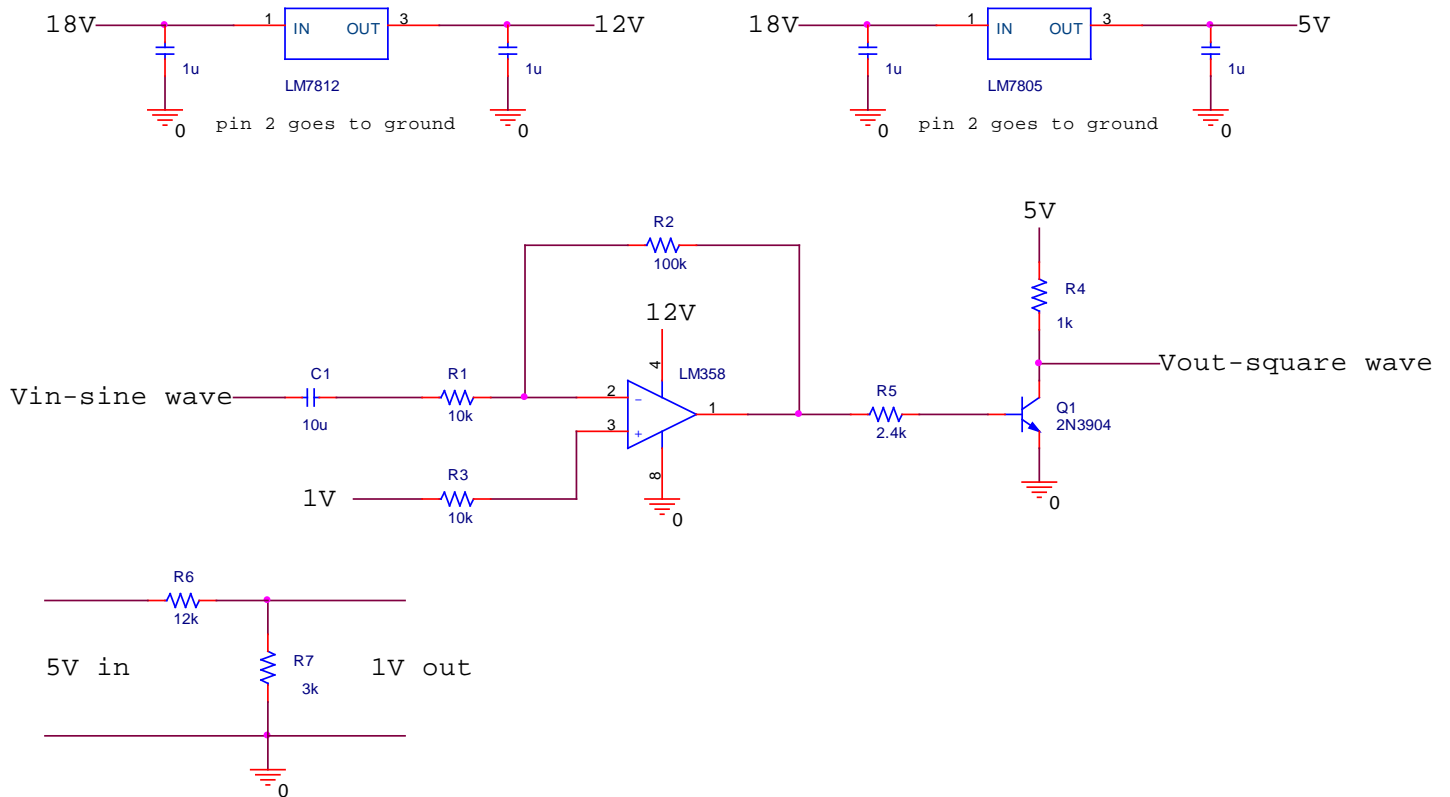 18V
1
IN
OUT
3
12V
1u
1u
LM7812
0
pin 2 goes to ground
0
18V
1
IN
OUT
3
5V
1u
1u
LM7805
0
pin 2 goes to ground
0
5V
R2
100k
R4
1k
12V
4
LM358
Vout-square wave
Vin-sine wave
C1
10u
R1
10k
2
-
3
+
1
R5
2.4k
Q1
2N3904
8
0
0
1V
R3
10k
R6
12k
5V in
R7
3k
1V out
0